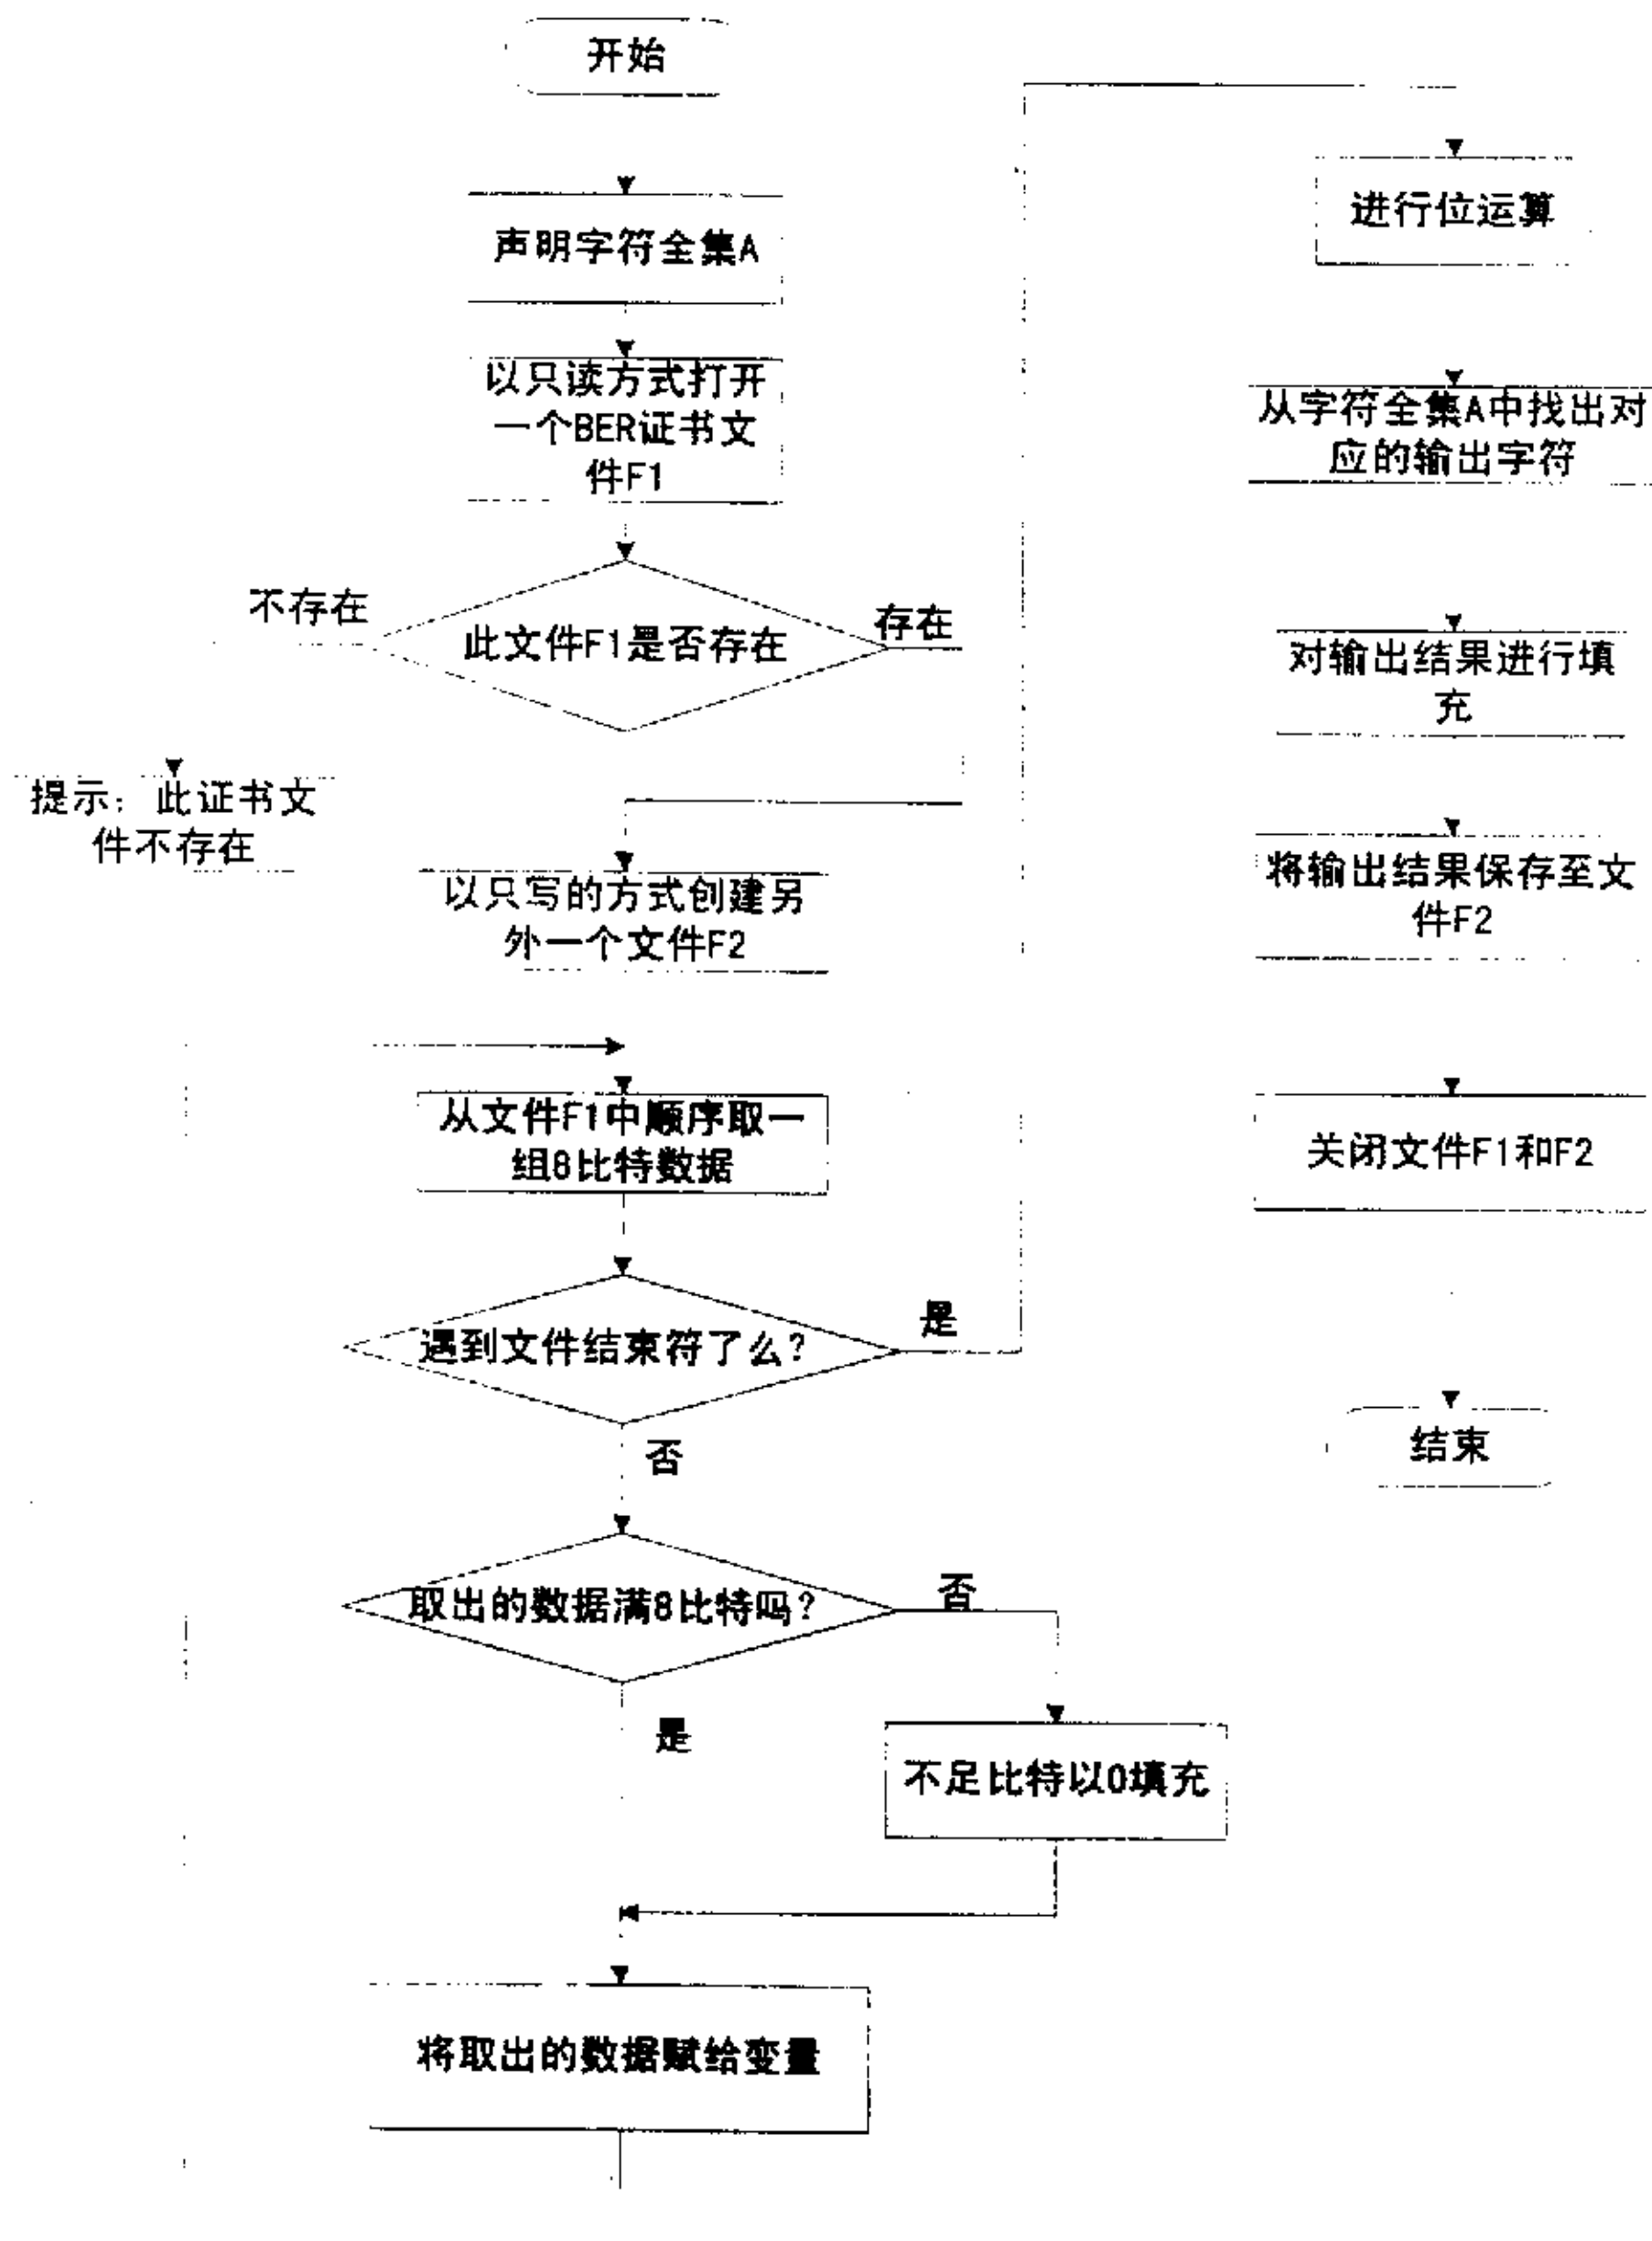 开始
声明字符全集A
以只读方式打开
一个BER证书文
件F1
此文件F1是否存在
不存在
存在
提示：此证书文
件不存在
以只写的方式创建另
外一个文件F2
从文件F1中顺序取一
组8比特数据
遇到文件结束符了么?
是
否
取出的数据满8比特吗?
否
是
不足比特以0填充
将取出的数据赋给变量
进行位运算
从字符全集A中找出对
应的输出字符
对输出结果进行填
充
将输出结果保存至文
件F2
关闭文件F1和F2
结束